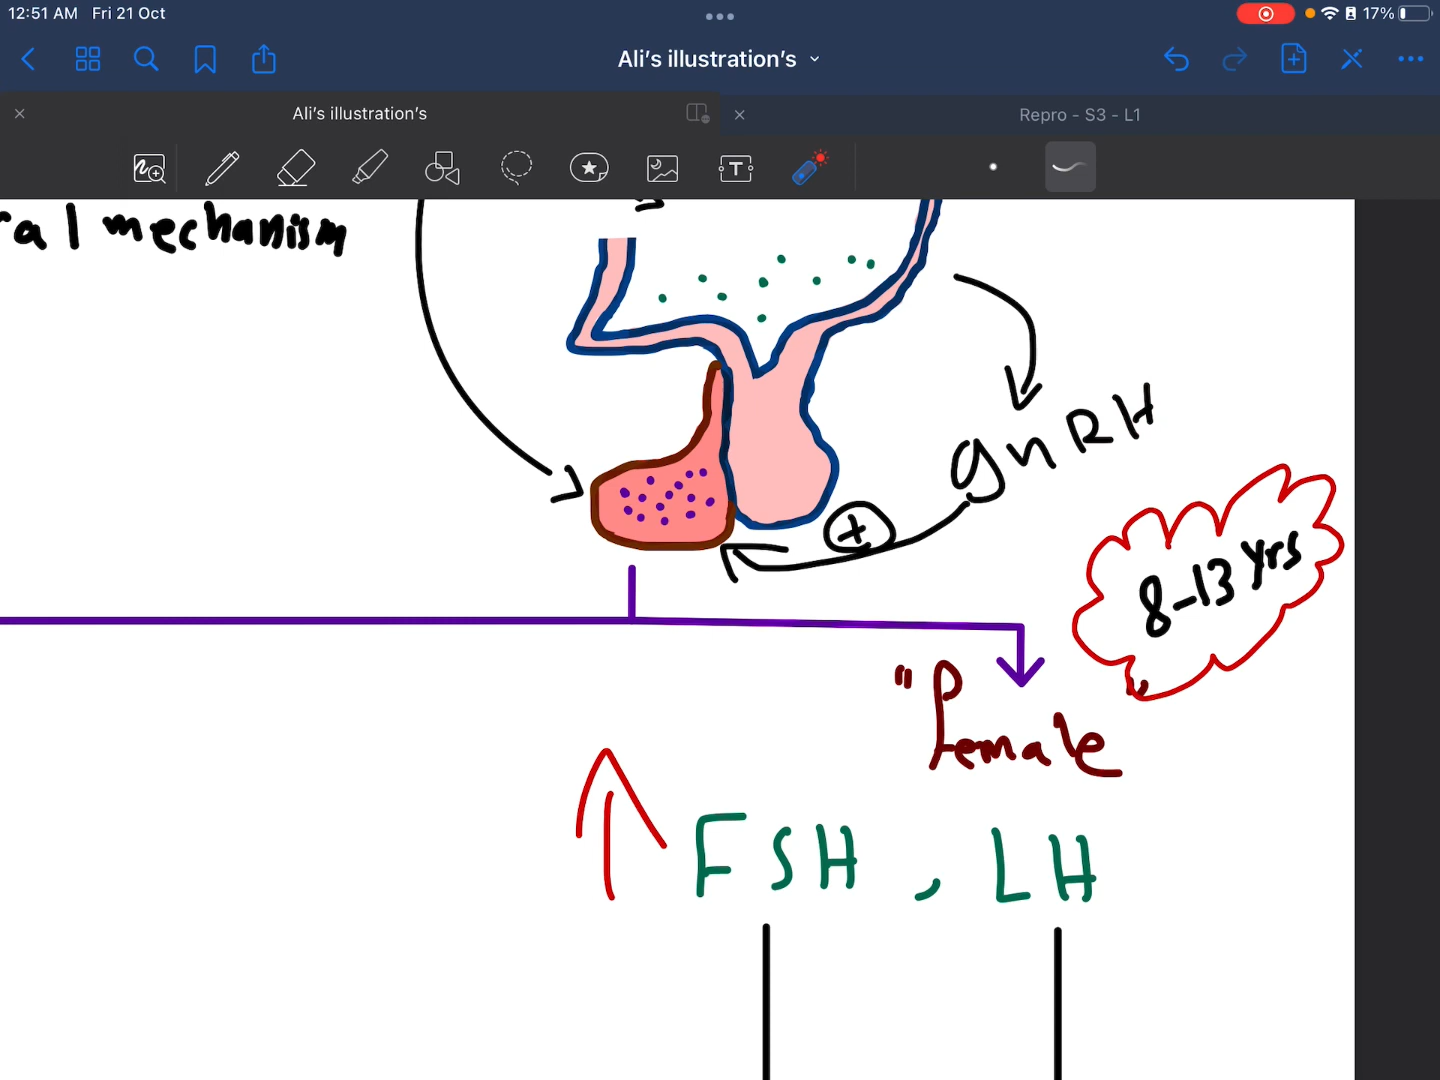 12:51 AM Fri 21 Oct
17%
Ali's illustration's
Ali's illustration's
Repro - S3 - L1
T
ral mechanism
gnRH
+
8-13 yrs
"female"
FSH , LH